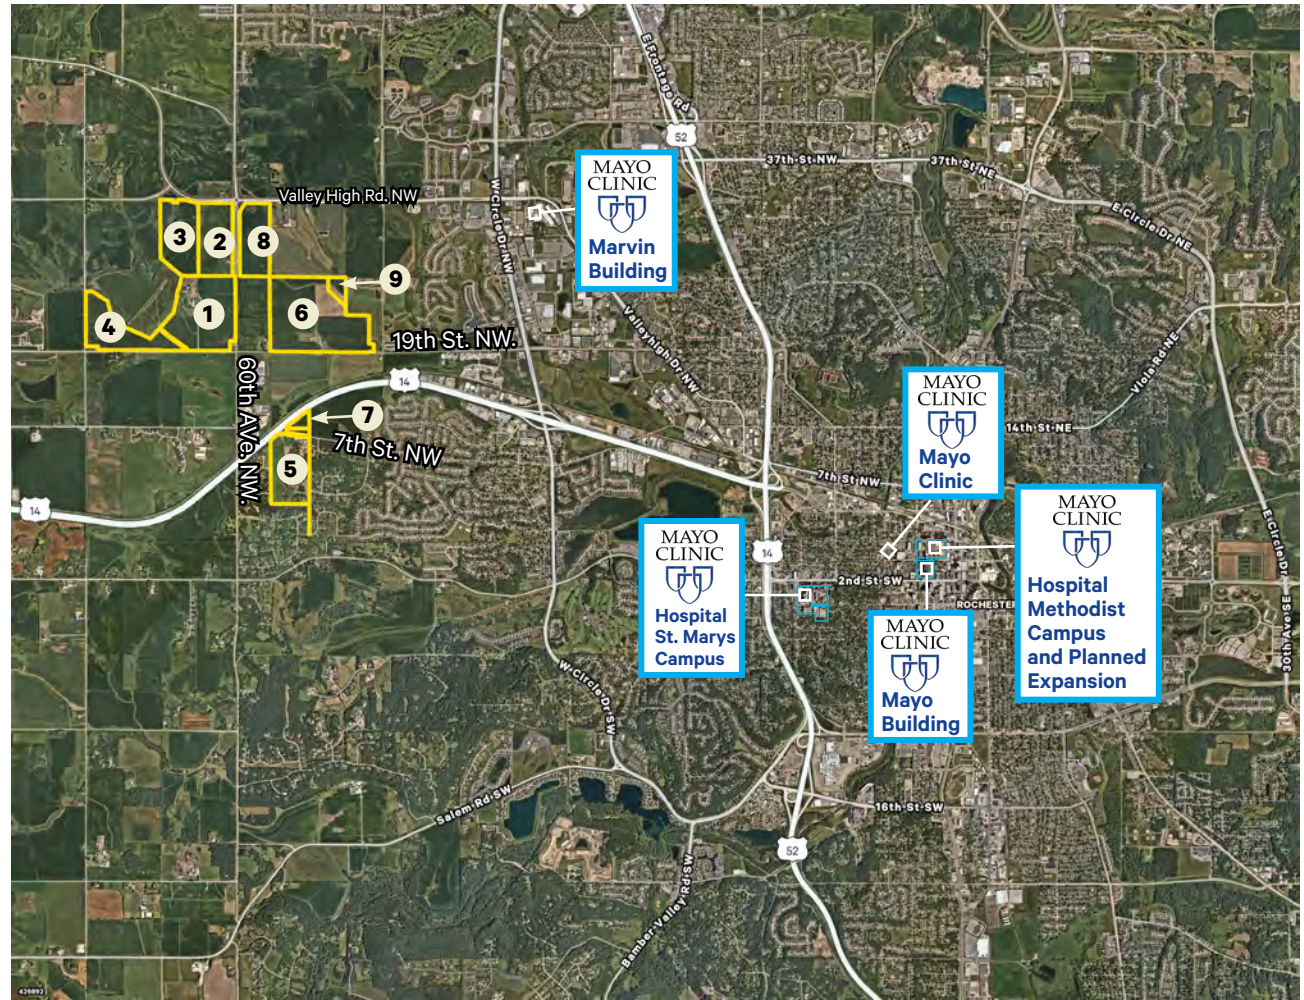 E Frontage Rd
52
37th St NW
37th St NE
MAYO
CLINIC
Marvin
Building
Valley High Rd. NW
W Circle Dr NW
E Circle Dr NE
3
2
8
9
4
1
6
19th St. NW.
Valleyhigh Dr NW
Viola Rd NE
14
60th AVe. NW.
7
7th St. NW
5
MAYO
CLINIC
Mayo
Clinic
14th St NE
7th St NW
14
MAYO
CLINIC
Hospital
St. Marys
Campus
14
2nd St SW
ROCHESTER
MAYO
CLINIC
Hospital
Methodist
Campus
and Planned
Expansion
E Circle Dr
30th Ave SE
MAYO
CLINIC
Mayo
Building
W Circle Dr SW
Salem Rd SW
16th St SW
52
Bamber Valley Rd SW
429892